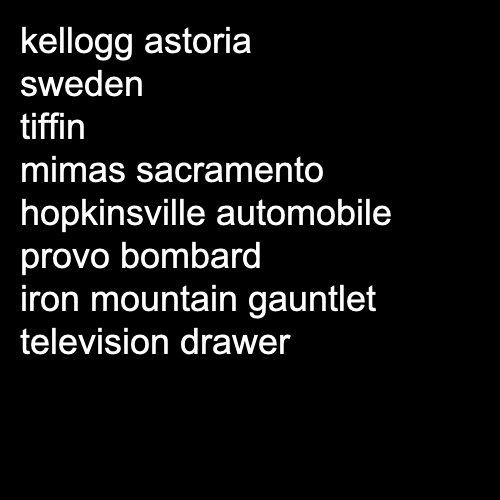 kellogg astoria
sweden
tiffin
mimas sacramento
hopkinsville automobile
provo bombard
iron mountain gauntlet
television drawer